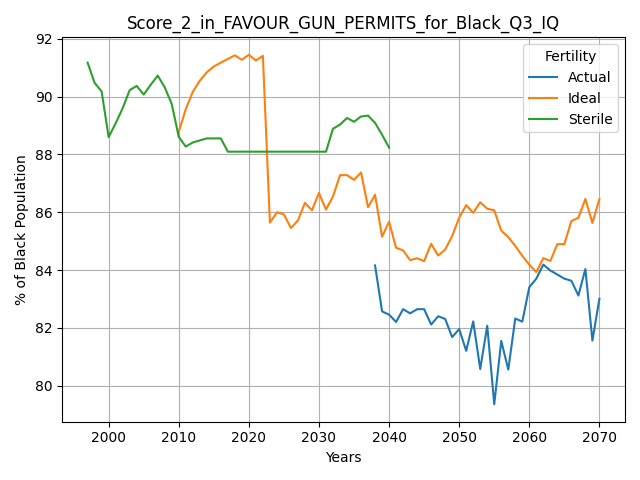 Score_2_in_FAVOUR_GUN_PERMITS_for_Black_Q3_IQ
% of Black Population
92
90
88
86
84
82
80
Fertility
Actual
Ideal
Sterile
2000 2010 2020 2030 2040 2050 2060 2070
Years